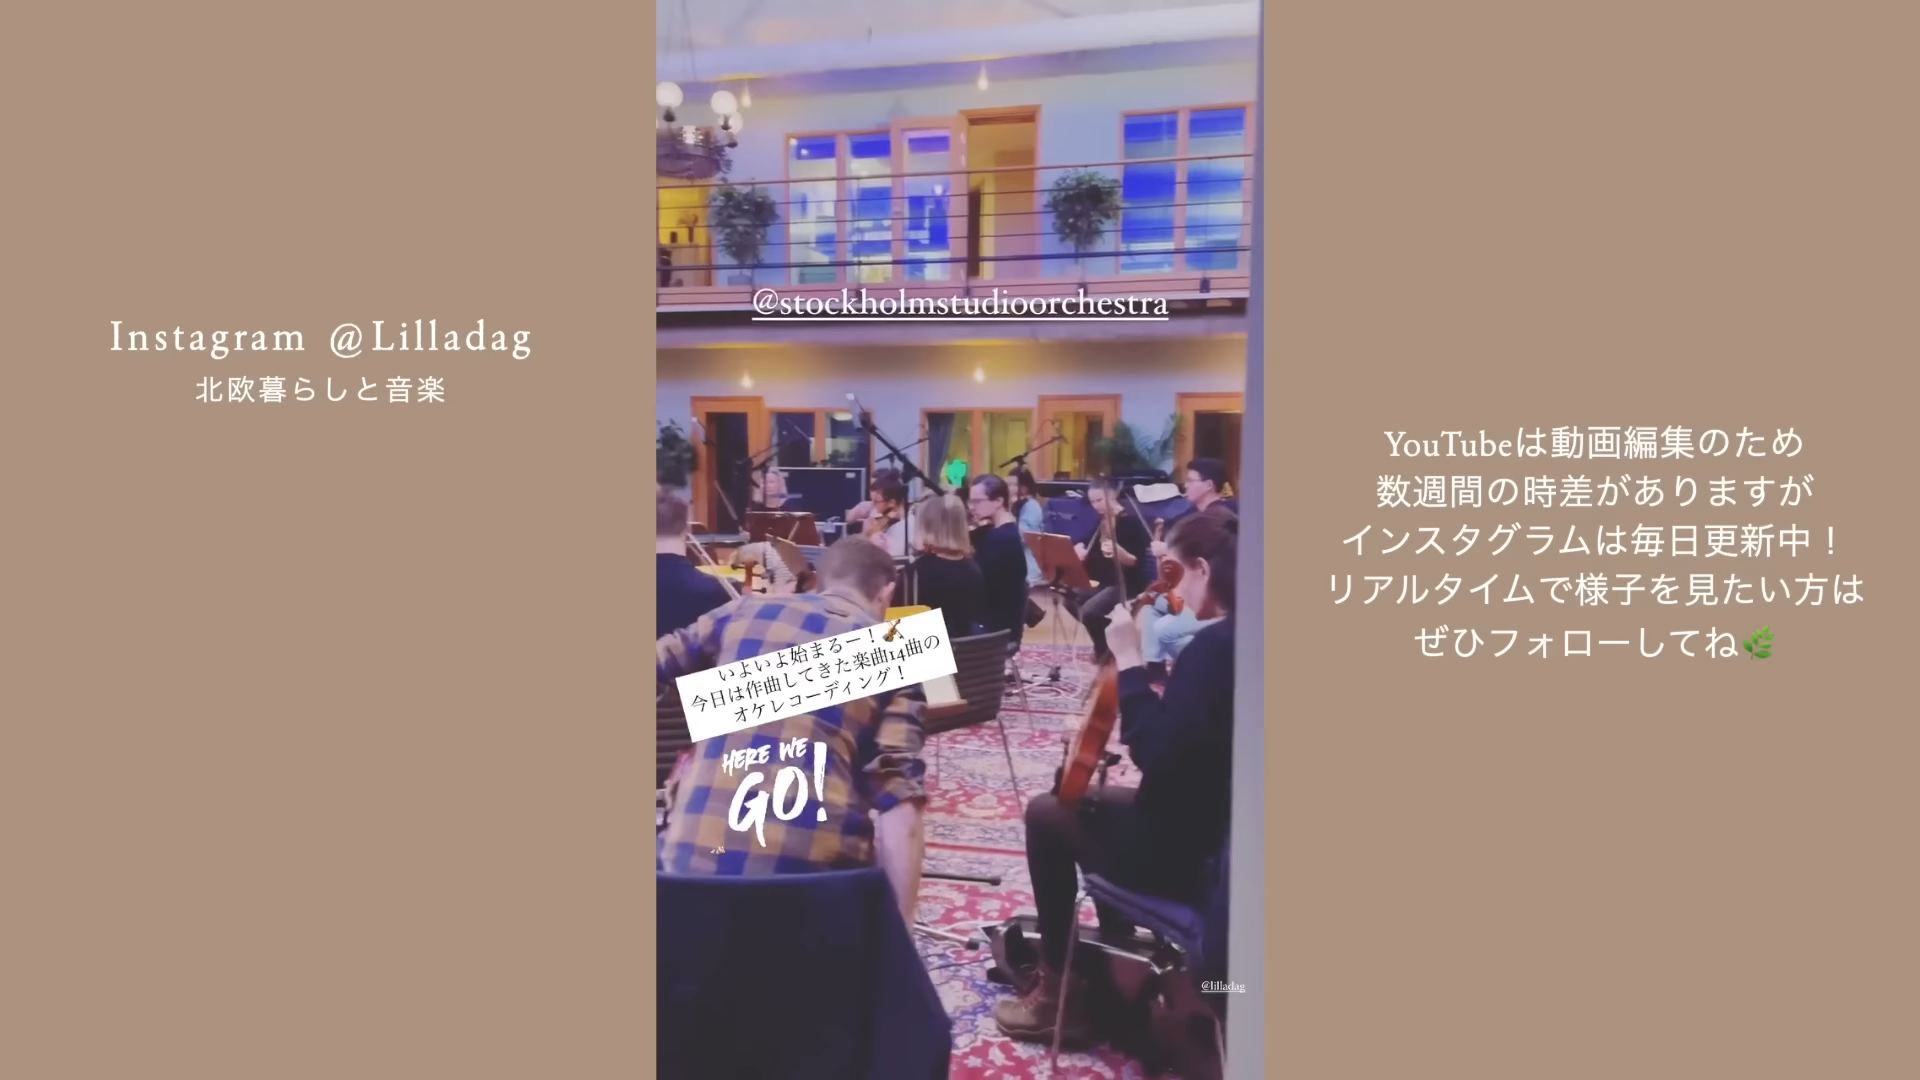 Instagram @Lilladag
北欧暮らしと音楽
@stockholmstudioorchestra
いよいよ始まるー！🎻
今日は作曲してきた楽曲14曲の
オケレコーディング！
HERE WE
GO!
@lilladag
YouTubeは動画編集のため
数週間の時差がありますが
インスタグラムは毎日更新中！
リアルタイムで様子を見たい方は
ぜひフォローしてね🌿